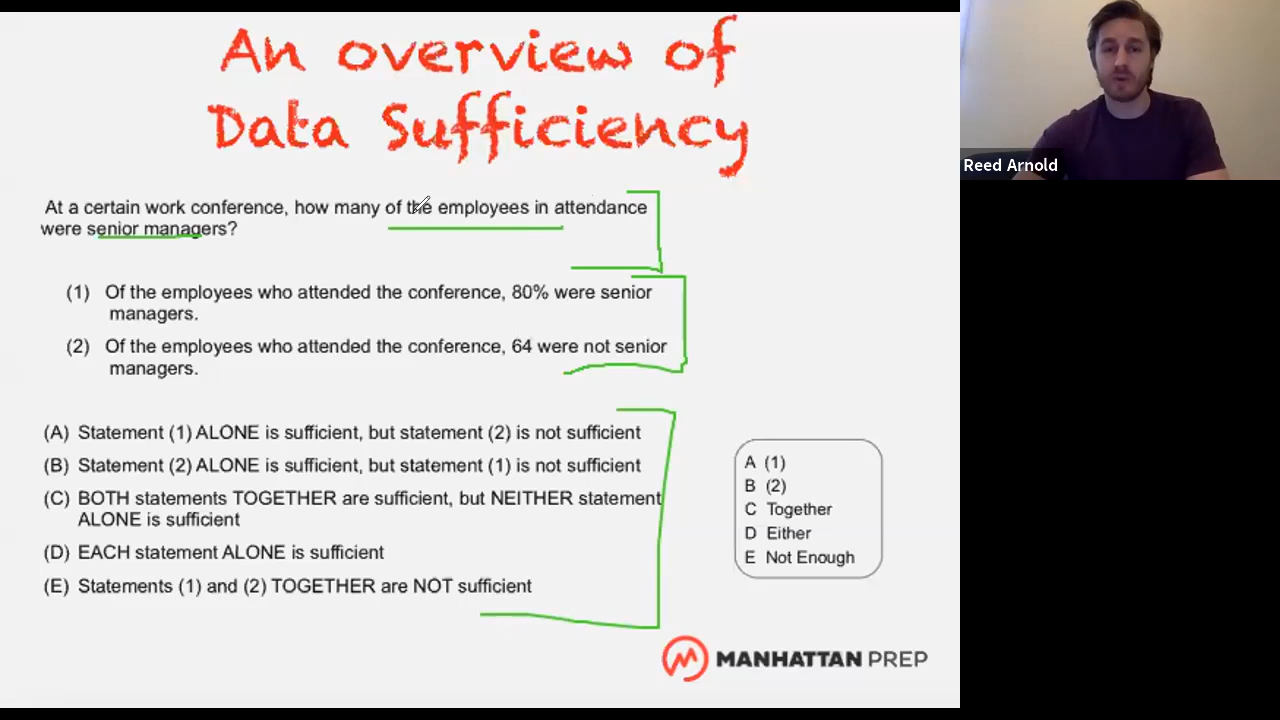 An overview of
Data Sufficiency
Reed Arnold
At a certain work conference, how many of the employees in attendance
were senior managers?
(1) Of the employees who attended the conference, 80% were senior
managers.
(2) Of the employees who attended the conference, 64 were not senior
managers.
(A) Statement (1) ALONE is sufficient, but statement (2) is not sufficient
(B) Statement (2) ALONE is sufficient, but statement (1) is not sufficient
(C) BOTH statements TOGETHER are sufficient, but NEITHER statement
ALONE is sufficient
(D) EACH statement ALONE is sufficient
(E) Statements (1) and (2) TOGETHER are NOT sufficient
A (1)
B (2)
C Together
D Either
E Not Enough
MANHATTAN PREP